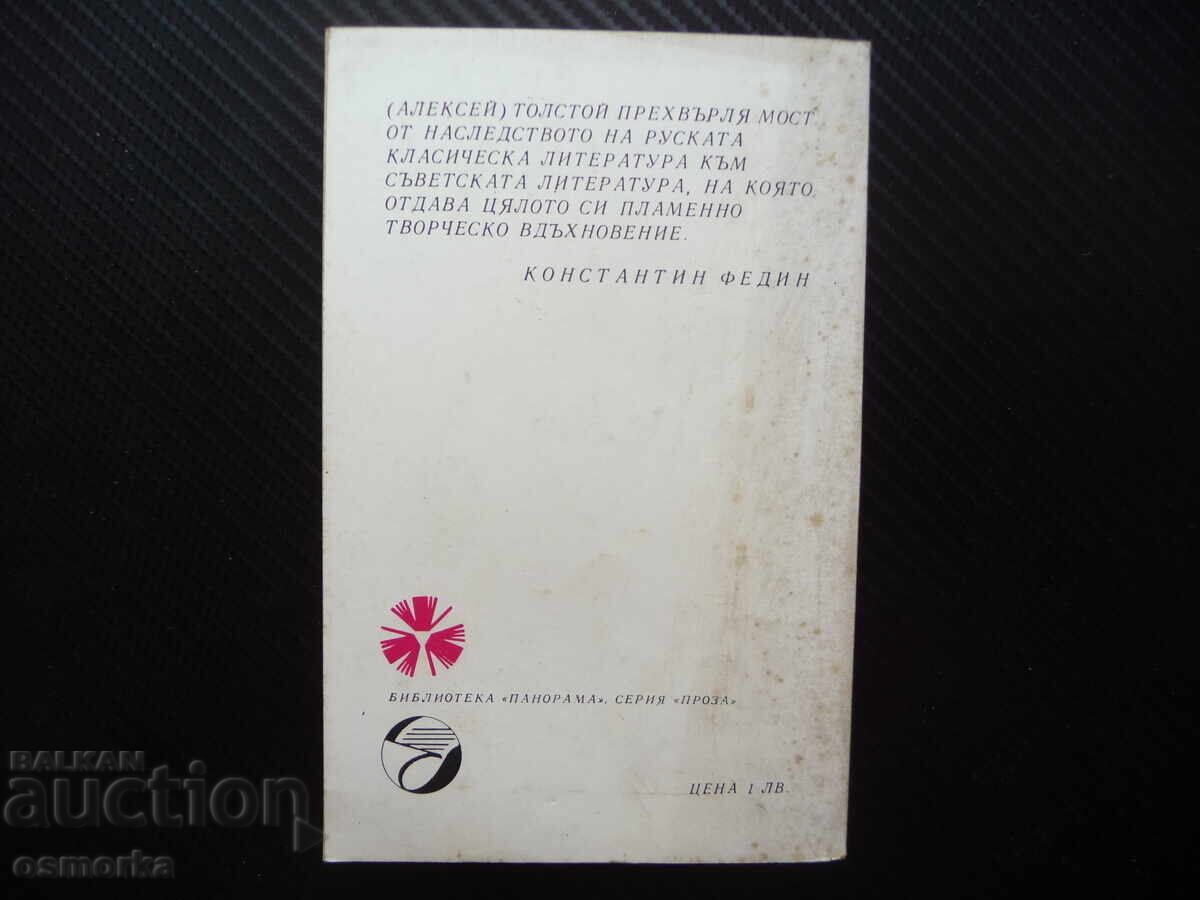 (АЛЕКСЕЙ) ТОЛСТОЙ ПРЕХВЪРЛЯ МОСТ
ОТ НАСЛЕДСТВОТО НА РУСКАТА
КЛАСИЧЕСКА ЛИТЕРАТУРА КЪМ
СЪВЕТСКАТА ЛИТЕРАТУРА, НА КОЯТО
ОТДАВА ЦЯЛОТО СИ ПЛАМЕННО
ТВОРЧЕСКО ВДЪХНОВЕНИЕ.
КОНСТАНТИН ФЕДИН
БИБЛИОТЕКА «ПАНОРАМА», СЕРИЯ «ПРОЗА»
ЦЕНА 1 ЛВ.
BALKAN
auction
osmorka